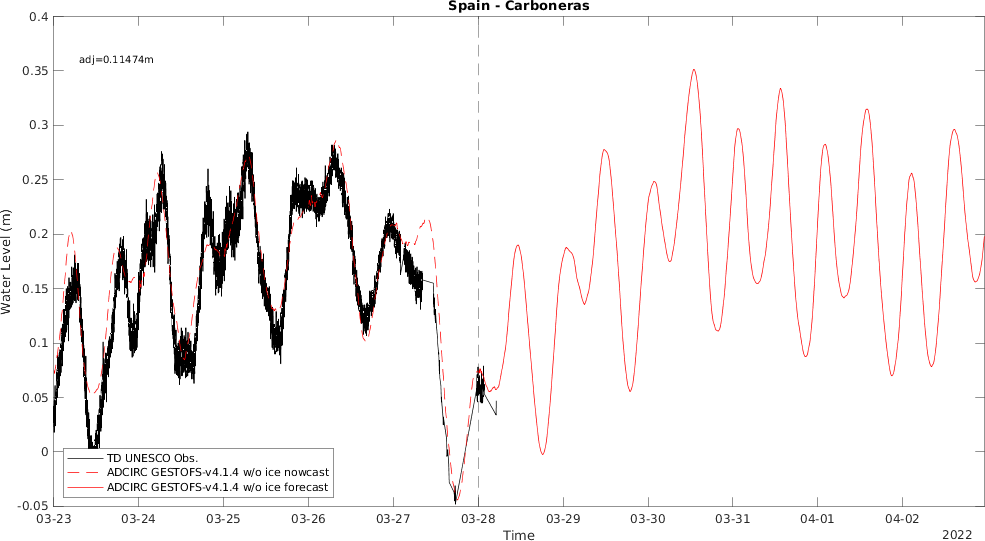 Spain - Carboneras
adj=0.11474m
0.4
0.35
0.3
0.25
0.2
0.15
0.1
0.05
0
-0.05
Water Level (m)
TD UNESCO Obs.
ADCIRC GESTOFS-v4.1.4 w/o ice nowcast
ADCIRC GESTOFS-v4.1.4 w/o ice forecast
03-23 03-24 03-25 03-26 03-27 03-28 03-29 03-30 03-31 04-01 04-02
Time
2022